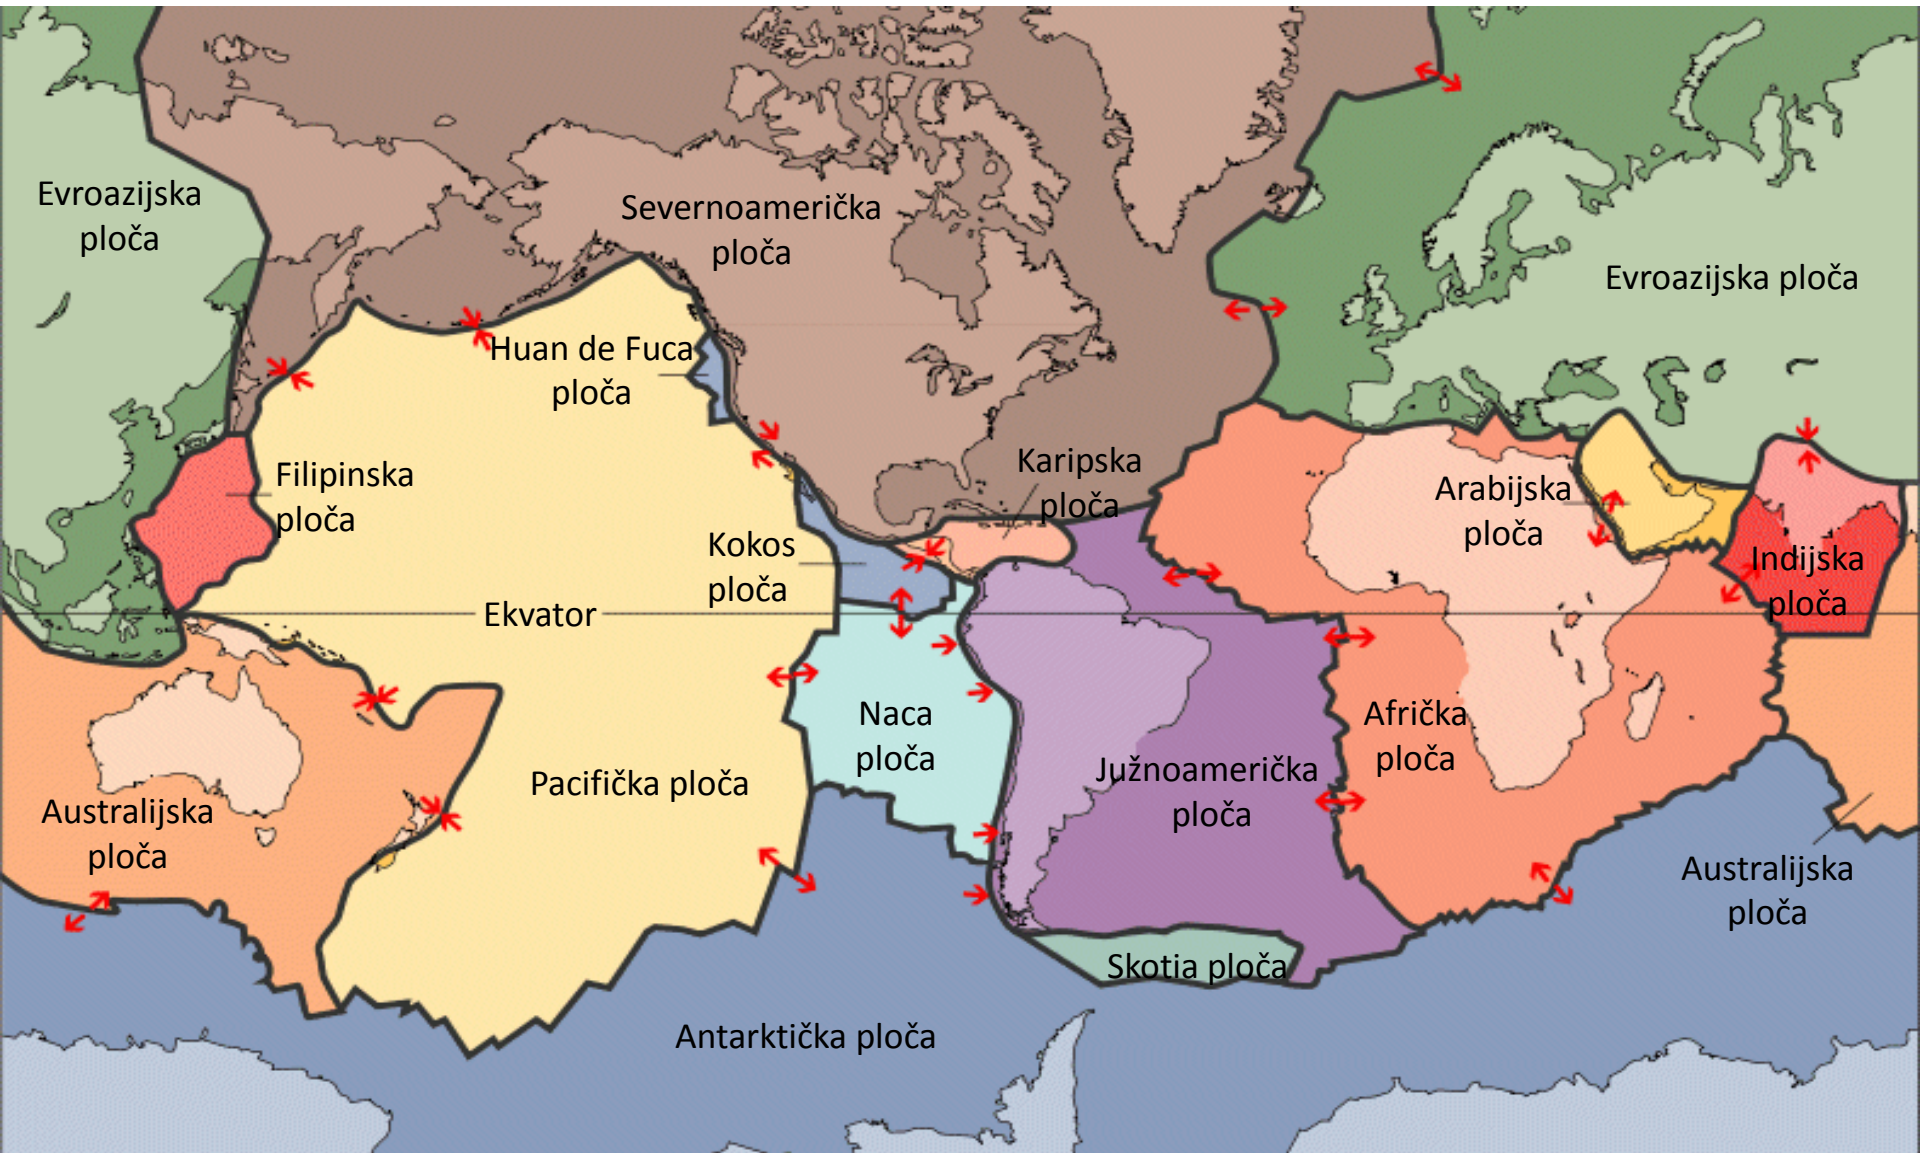 Evroazijska
ploča
Severnoamerička
ploča
Evroazijska ploča
Huan de Fuca
ploča
Filipinska
ploča
Karipska
ploča
Arabijska
ploča
Kokos
ploča
Indijska
ploča
Ekvator
Naca
ploča
Afrička
ploča
Pacifička ploča
Južnoamerička
ploča
Australijska
ploča
Australijska
ploča
Skotia ploča
Antarktička ploča